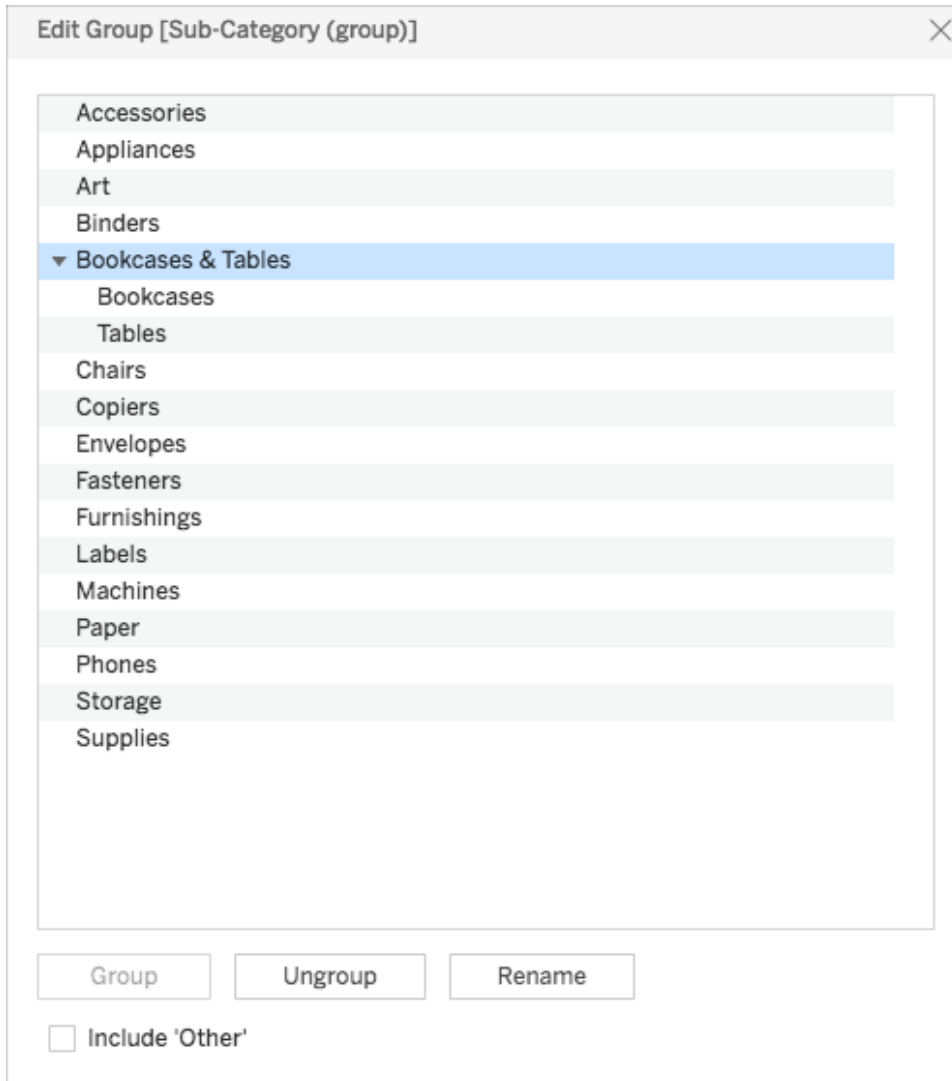 Edit Group [Sub-Category (group)]
Accessories
Appliances
Art
Binders
Bookcases & Tables
Bookcases
Tables
Chairs
Copiers
Envelopes
Fasteners
Furnishings
Labels
Machines
Paper
Phones
Storage
Supplies
Group Ungroup Rename
Include 'Other'